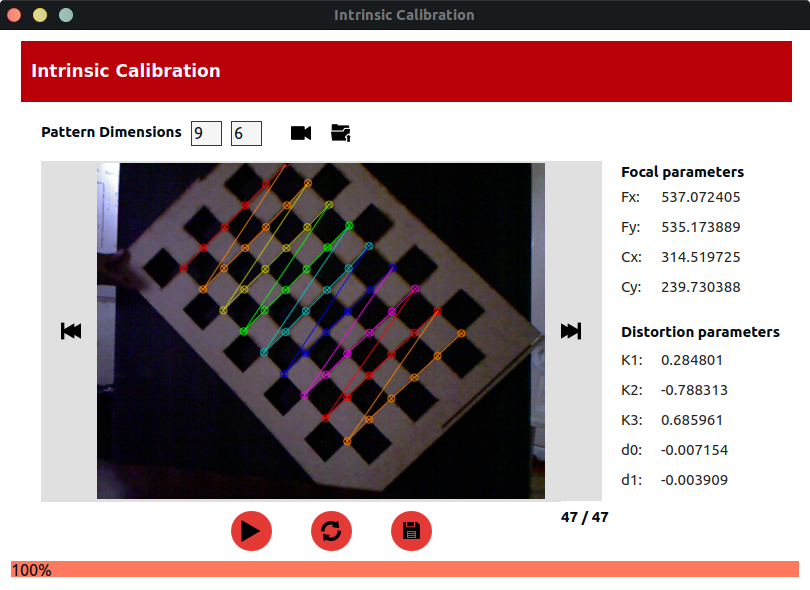 Intrinsic Calibration
Intrinsic Calibration
Pattern Dimensions 9 6
Focal parameters
Fx: 537.072405
Fy: 535.173889
Cx: 314.519725
Cy: 239.730388
Distortion parameters
K1: 0.284801
K2: -0.788313
K3: 0.685961
d0: -0.007154
d1: -0.003909
47 / 47
100%